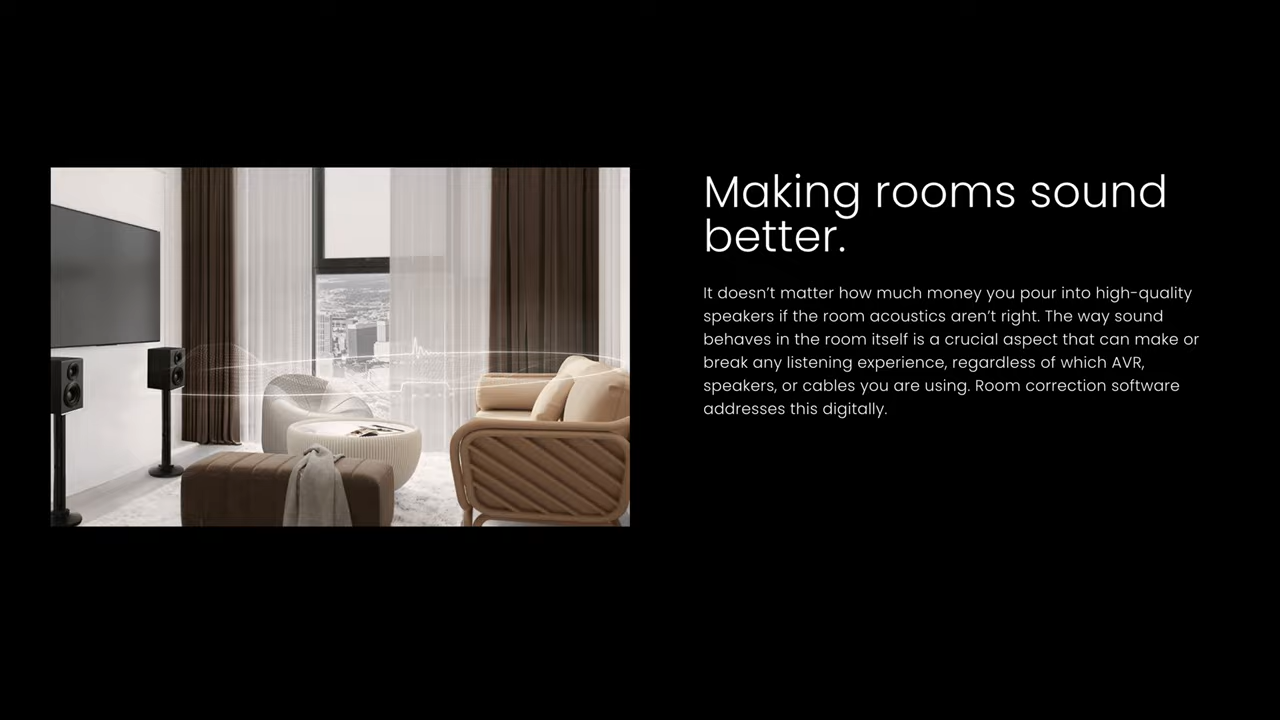 Making rooms sound
better.
It doesn’t matter how much money you pour into high-quality
speakers if the room acoustics aren’t right. The way sound
behaves in the room itself is a crucial aspect that can make or
break any listening experience, regardless of which AVR,
speakers, or cables you are using. Room correction software
addresses this digitally.